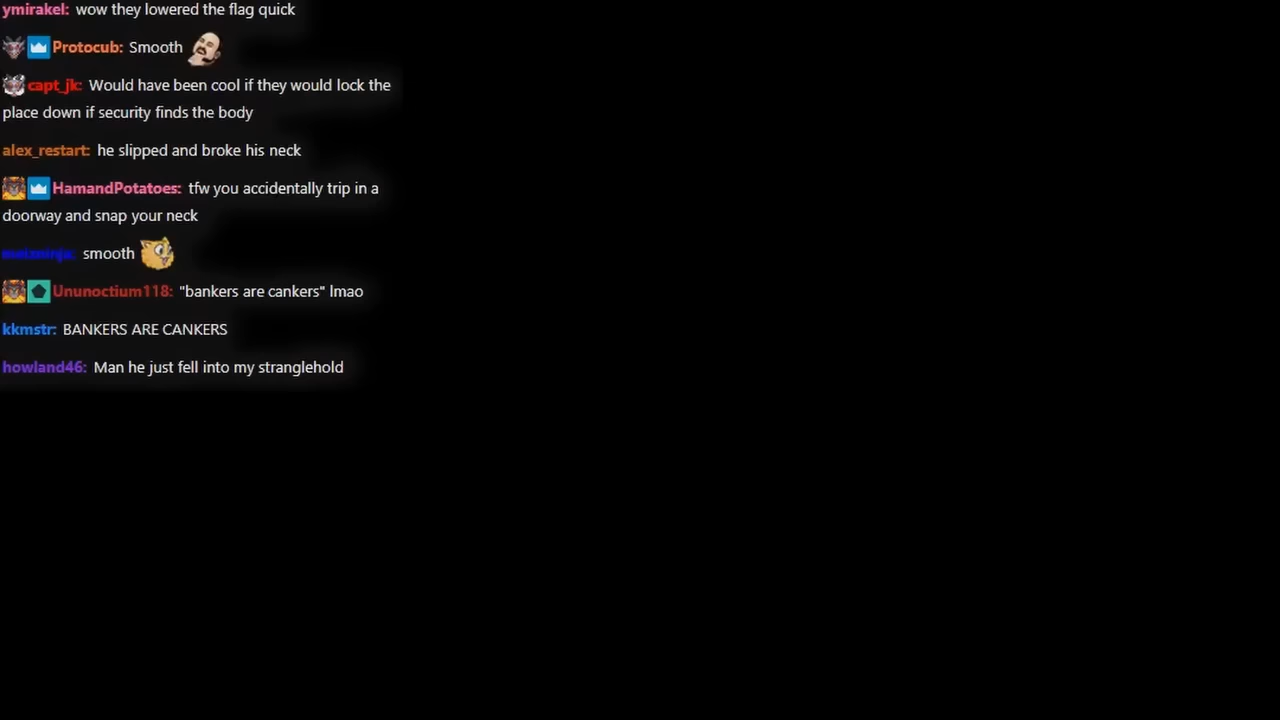 ymirakel: wow they lowered the flag quick
Protocub: Smooth
capt_jk: Would have been cool if they would lock the
place down if security finds the body
alex_restart: he slipped and broke his neck
HamandPotatoes: tfw you accidentally trip in a
doorway and snap your neck
smooth
Ununoctium118: "bankers are cankers" lmao
kkmstr: BANKERS ARE CANKERS
howland46: Man he just fell into my stranglehold